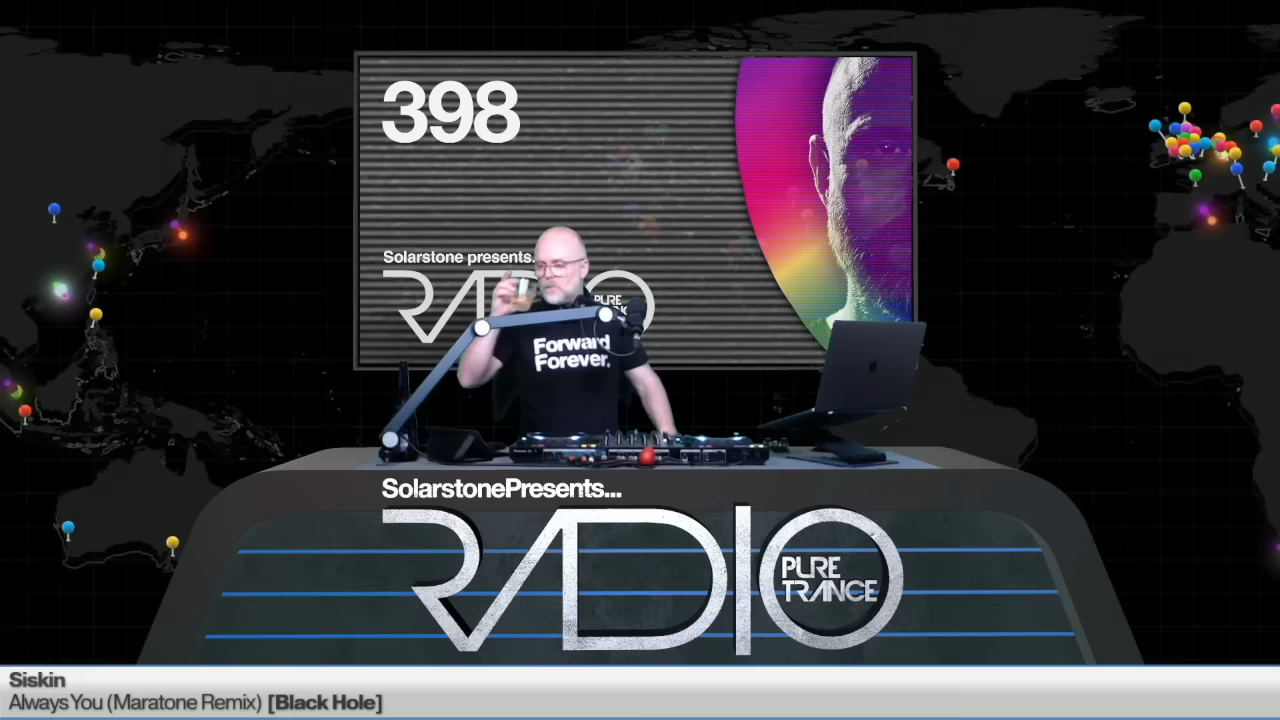 398
Solarstone presents.
RADIO
PURE
Forward
Forever.
SolarstonePresents...
RADIO
PURE
TRANCE
Siskin
Always You (Maratone Remix) [Black Hole]